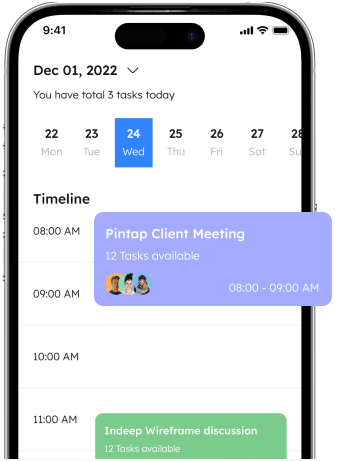 9:41
Dec 01, 2022
You have total 3 tasks today
22 23 24 25 26 27 28
Mon Tue Wed Thu Fri Sat Su
Timeline
08:00 AM
Pintap Client Meeting
12 Tasks available
08:00 - 09:00 AM
09:00 AM
10:00 AM
11:00 AM
Indeep Wireframe discussion
12 Tasks available